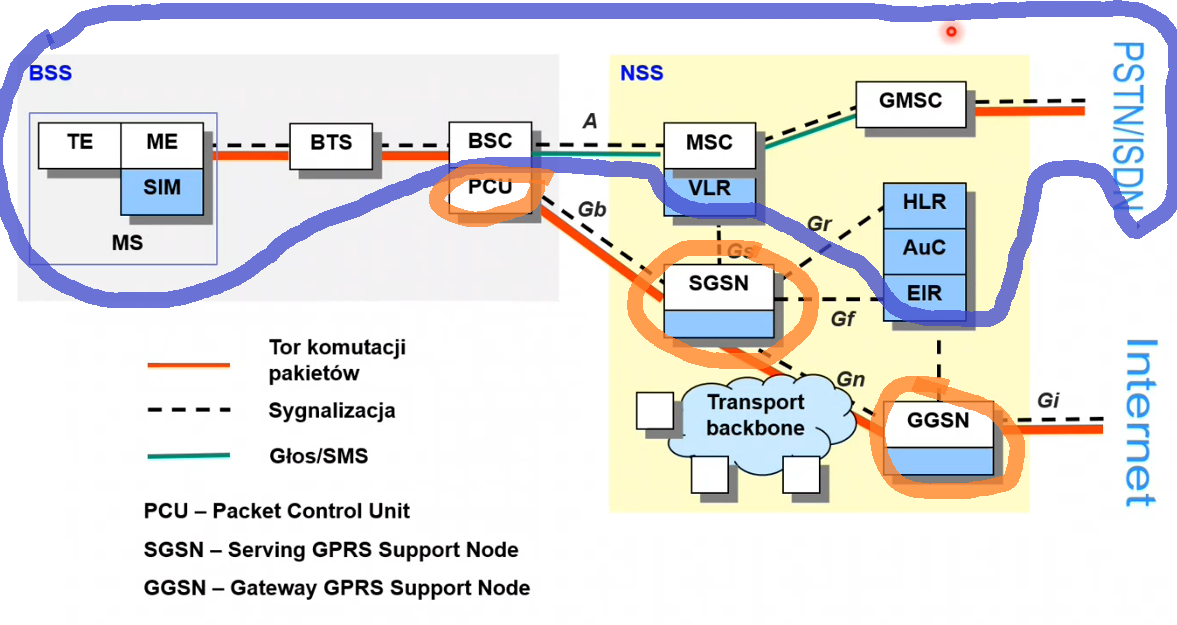 BSS
NSS
PSTN/ISDN
TE
ME
SIM
MS
BTS
BSC
PCU
A
MSC
VLR
GMSC
Gb
Gs
Gr
HLR
AuC
EIR
SGSN
Gf
Gn
Transport
backbone
GGSN
Gi
Internet
Tor komutacji
pakietów
Sygnalizacja
Głos/SMS
PCU – Packet Control Unit
SGSN – Serving GPRS Support Node
GGSN – Gateway GPRS Support Node